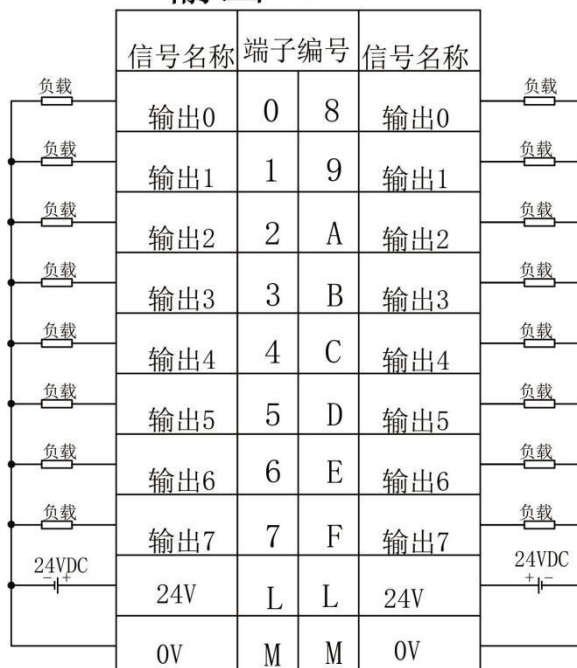 信号名称 端子编号 信号名称
负载 输出0 0 8 输出0 负载
负载 输出1 1 9 输出1 负载
负载 输出2 2 A 输出2 负载
负载 输出3 3 B 输出3 负载
负载 输出4 4 C 输出4 负载
负载 输出5 5 D 输出5 负载
负载 输出6 6 E 输出6 负载
负载 输出7 7 F 输出7 负载
24VDC 24VDC
- + 24V L L 24V + -
0V M M 0V